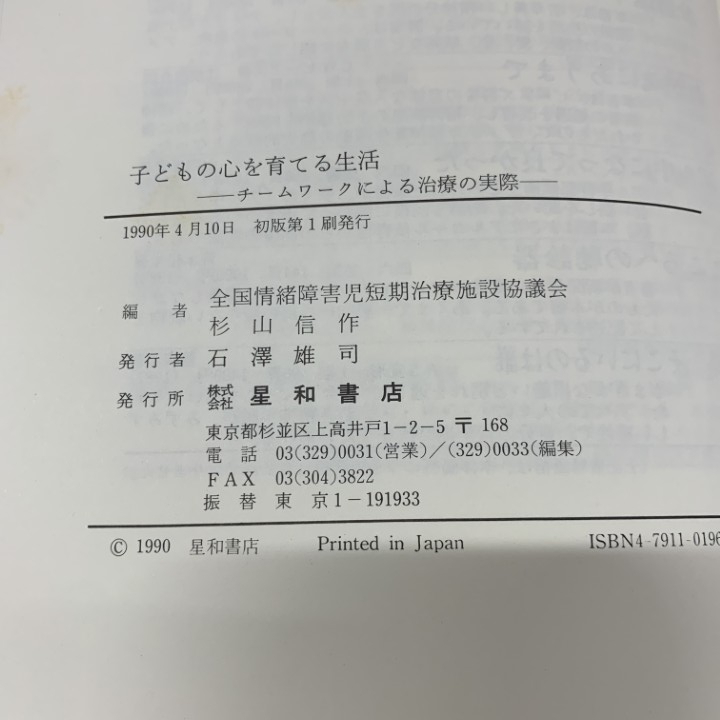 子どもの心を育てる生活
――チームワークによる治療の実際――
1990年4月10日　初版第1刷発行
編　者　全国情緒障害児短期治療施設協議会
杉　山　信　作
発行者　石　澤　雄　司
発行所　株式会社　星　和　書　店
東京都杉並区上高井戸1-2-5 〒 168
電　話　03(329)0031(営業)／(329)0033(編集)
FAX　03(304)3822
振　替　東　京1-191933
© 1990　星和書店　Printed in Japan　ISBN4-7911-0196